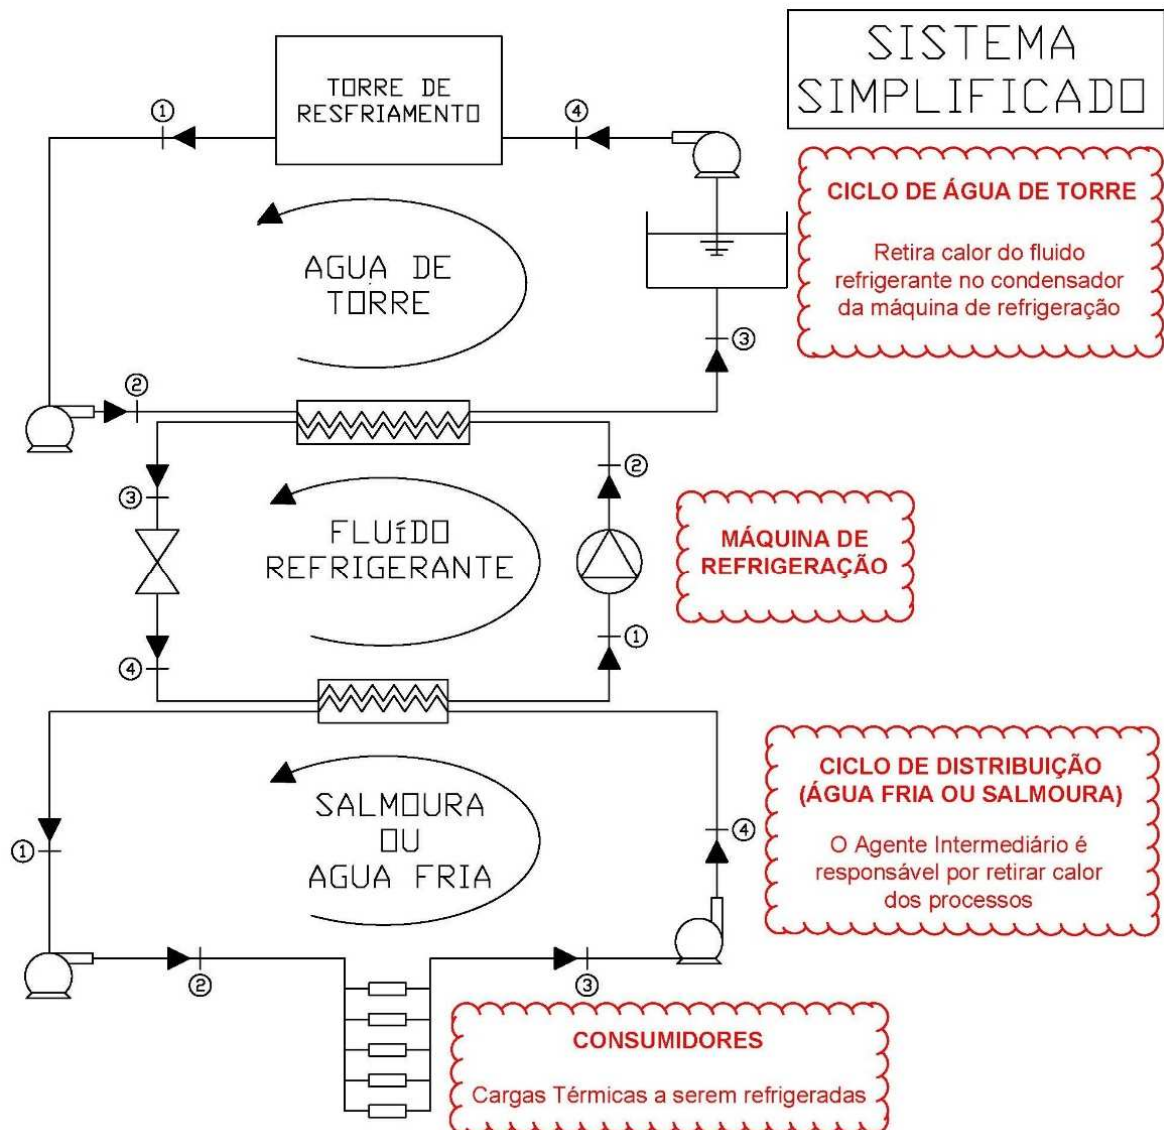 SISTEMA
SIMPLIFICADO
TORRE DE
RESFRIAMENTO
1
4
CICLO DE ÁGUA DE TORRE
Retira calor do fluido
refrigerante no condensador
da máquina de refrigeração
AGUA DE
TORRE
3
2
2
3
FLUíDO
REFRIGERANTE
MÁQUINA DE
REFRIGERAÇÃO
1
4
SALMOURA
OU
AGUA FRIA
CICLO DE DISTRIBUIÇÃO
(ÁGUA FRIA OU SALMOURA)
O Agente Intermediário é
responsável por retirar calor
dos processos
4
1
2
3
CONSUMIDORES
Cargas Térmicas a serem refrigeradas